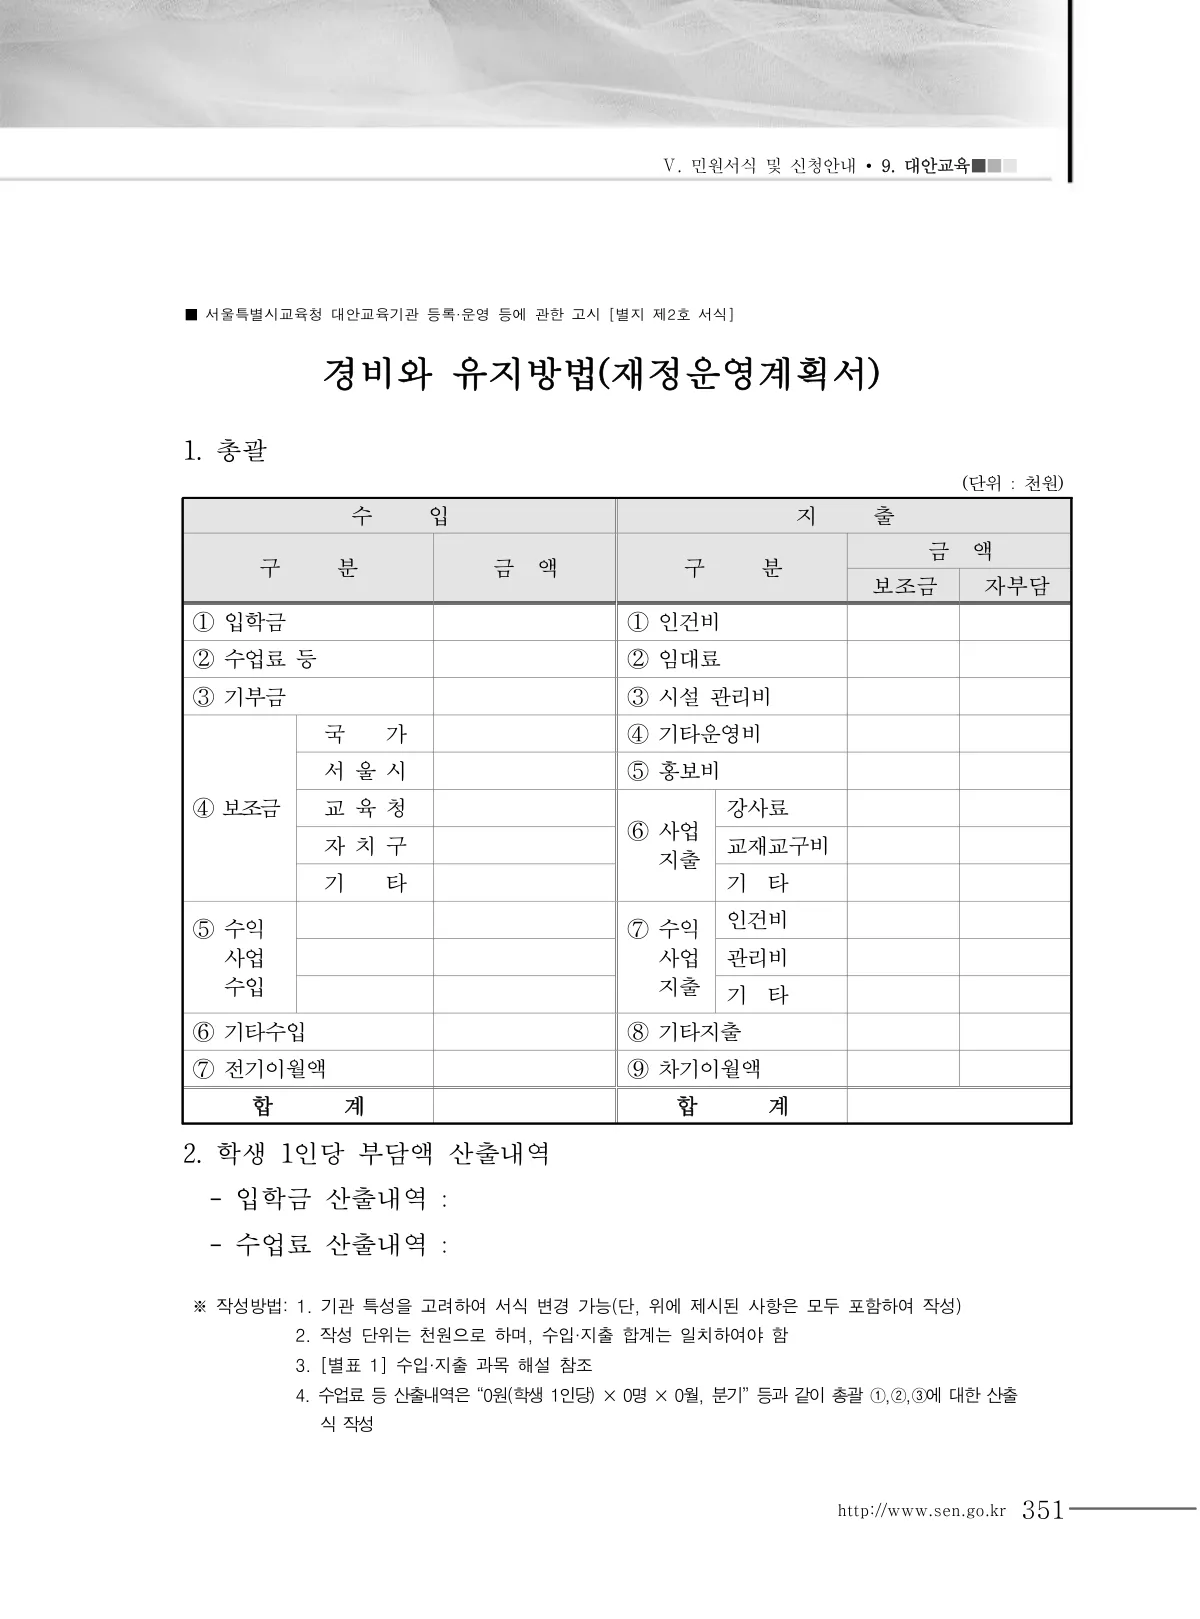 Ⅴ. 민원서식 및 신청안내 • 9. 대안교육
■ 서울특별시교육청 대안교육기관 등록·운영 등에 관한 고시 [별지 제2호 서식]
경비와 유지방법(재정운영계획서)
1. 총괄
(단위 : 천원)
수 입 지 출
구 분 금 액 구 분 금 액
보조금 자부담
① 입학금 ① 인건비
② 수업료 등 ② 임대료
③ 기부금 ③ 시설 관리비
④ 보조금 국 가 ④ 기타운영비
서 울 시 ⑤ 홍보비
교 육 청 ⑥ 사업 지출 강사료
자 치 구 교재교구비
기 타 기 타
⑤ 수익 사업 수입 ⑦ 수익 사업 지출 인건비
관리비
기 타
⑥ 기타수입 ⑧ 기타지출
⑦ 전기이월액 ⑨ 차기이월액
합 계 합 계
2. 학생 1인당 부담액 산출내역
- 입학금 산출내역 :
- 수업료 산출내역 :
※ 작성방법: 1. 기관 특성을 고려하여 서식 변경 가능(단, 위에 제시된 사항은 모두 포함하여 작성)
2. 작성 단위는 천원으로 하며, 수입·지출 합계는 일치하여야 함
3. [별표 1] 수입·지출 과목 해설 참조
4. 수업료 등 산출내역은 “0원(학생 1인당) × 0명 × 0월, 분기” 등과 같이 총괄 ①,②,③에 대한 산출
식 작성
http://www.sen.go.kr 351